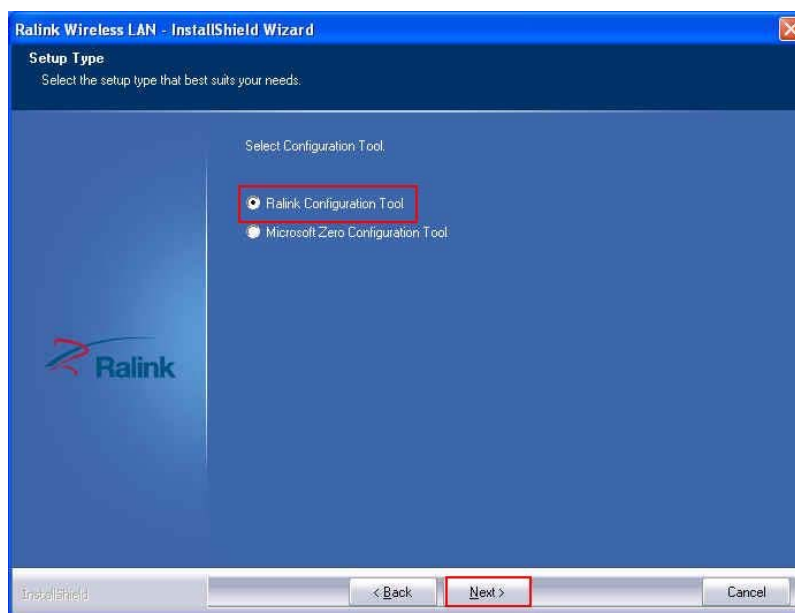 Ralink Wireless LAN - InstallShield Wizard
Setup Type
Select the setup type that best suits your needs.
Select Configuration Tool.
Ralink Configuration Tool
Microsoft Zero Configuration Tool
Ralink
InstallShield
< Back
Next >
Cancel